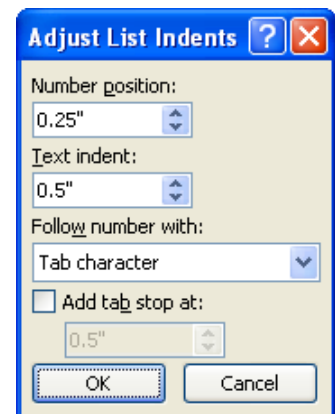 Adjust List Indents ?
Number position:
0.25"
Text indent:
0.5"
Follow number with:
Tab character
Add tab stop at:
0.5"
OK Cancel